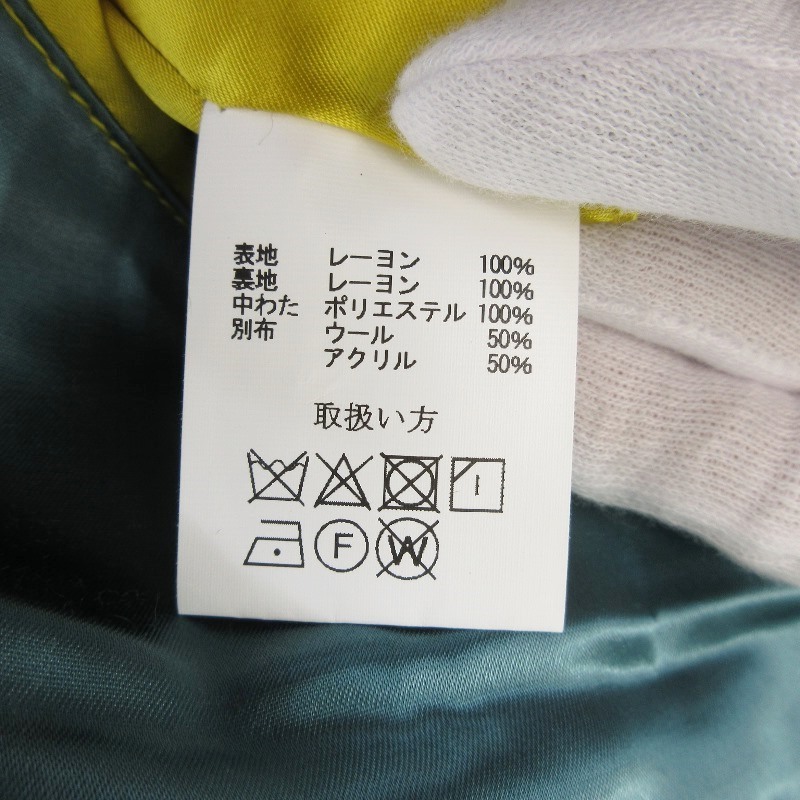 表地 レーヨン 100%
裏地 レーヨン 100%
中わた ポリエステル 100%
別布 ウール 50%
アクリル 50%
取扱い方
F W